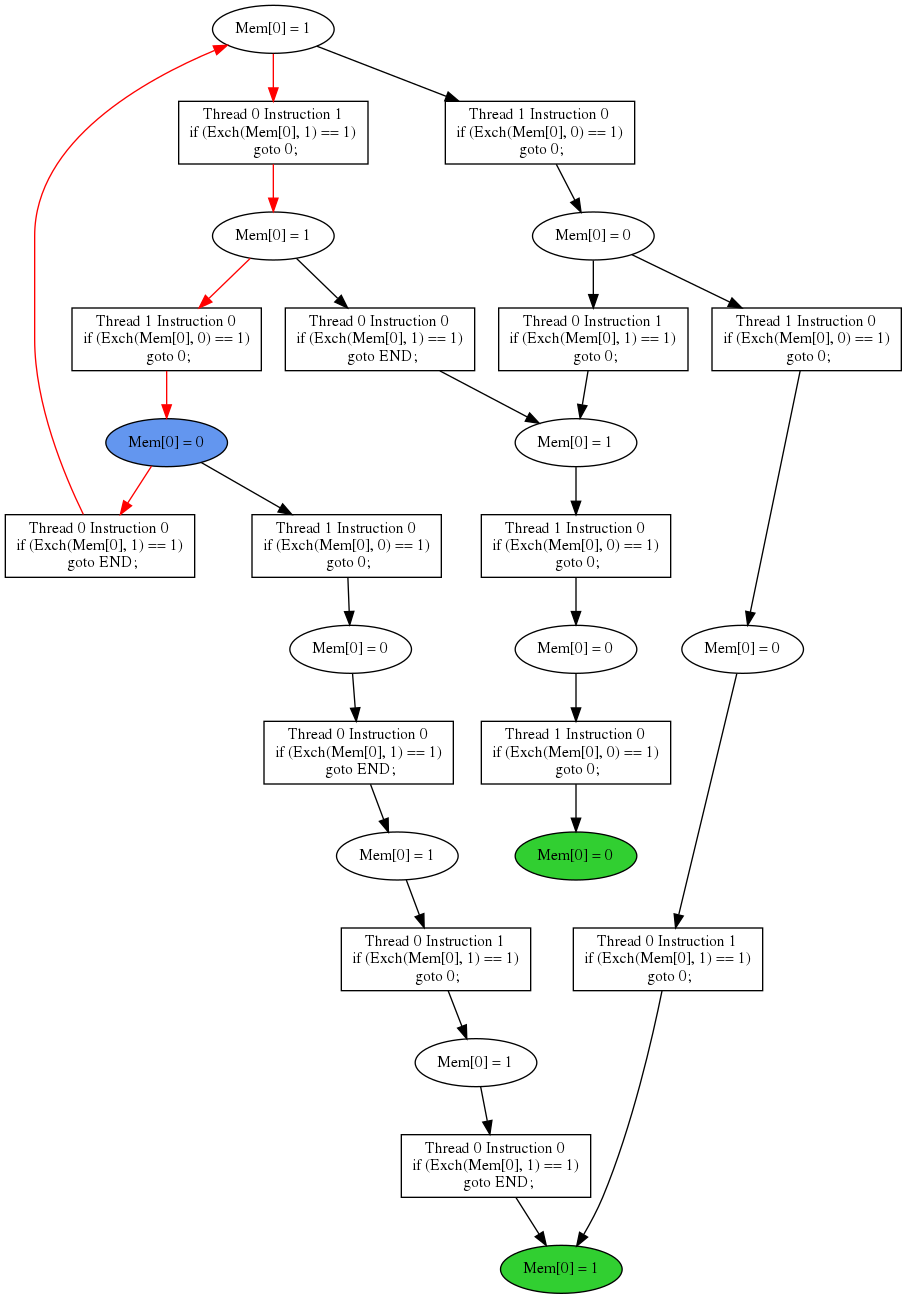 Mem[0] = 1
Thread 0 Instruction 1
if (Exch(Mem[0], 1) == 1)
goto 0;
Thread 1 Instruction 0
if (Exch(Mem[0], 0) == 1)
goto 0;
Mem[0] = 1
Mem[0] = 0
Thread 1 Instruction 0
if (Exch(Mem[0], 0) == 1)
goto 0;
Thread 0 Instruction 0
if (Exch(Mem[0], 1) == 1)
goto END;
Thread 0 Instruction 1
if (Exch(Mem[0], 1) == 1)
goto 0;
Thread 1 Instruction 0
if (Exch(Mem[0], 0) == 1)
goto 0;
Mem[0] = 0
Mem[0] = 1
Thread 0 Instruction 0
if (Exch(Mem[0], 1) == 1)
goto END;
Thread 1 Instruction 0
if (Exch(Mem[0], 0) == 1)
goto 0;
Thread 1 Instruction 0
if (Exch(Mem[0], 0) == 1)
goto 0;
Mem[0] = 0
Mem[0] = 0
Mem[0] = 0
Thread 0 Instruction 0
if (Exch(Mem[0], 1) == 1)
goto END;
Thread 1 Instruction 0
if (Exch(Mem[0], 0) == 1)
goto 0;
Mem[0] = 1
Mem[0] = 0
Thread 0 Instruction 1
if (Exch(Mem[0], 1) == 1)
goto 0;
Thread 0 Instruction 1
if (Exch(Mem[0], 1) == 1)
goto 0;
Mem[0] = 1
Thread 0 Instruction 0
if (Exch(Mem[0], 1) == 1)
goto END;
Mem[0] = 1